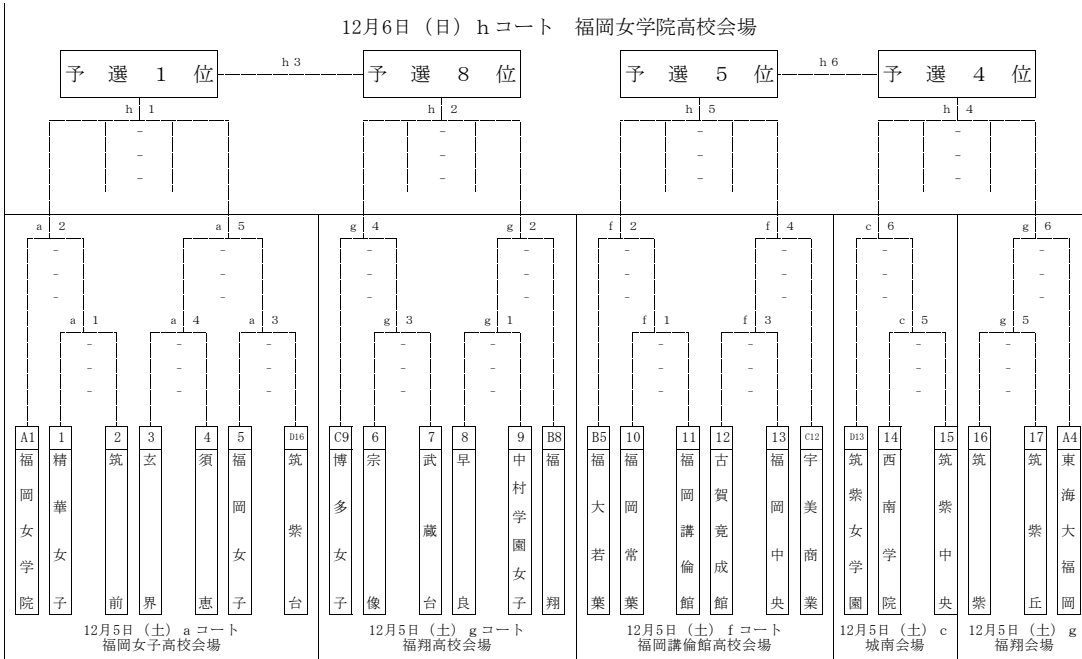 12月6日（日）ｈコート　福岡女学院高校会場
予選１位
ｈ3
予選８位
予選５位
ｈ6
予選４位
ｈ 1
ｈ 2
ｈ 5
ｈ 4
－ － － －
－ － － －
－ － － －
ａ 2
ａ 5
ｇ 4
ｇ 2
ｆ 2
ｆ 4
ｃ 6
ｇ 6
－ － － － － － － －
－ － － － － － － －
－ － － － － － － －
ａ 1
ａ 4
ａ 3
ｇ 3
ｇ 1
ｆ 1
ｆ 3
ｃ 5
ｇ 5
－ － － － － － － － －
－ － － － － － － － －
－ － － － － － － － －
A1
福岡女学院
1
精華女子
2
筑前
3
玄界
4
須恵
5
福岡女子
D16
筑紫台
C9
博多女子
6
宗像
7
武蔵台
8
早良
9
中村学園女子
B8
福翔
B5
福大若葉
10
福岡常葉
11
福岡講倫館
12
古賀竟成館
13
福岡中央
C12
宇美商業
D13
筑紫女学園
14
西南学院
15
筑紫中央
16
筑紫
17
筑紫丘
A4
東海大福岡
12月5日（土）ａコート
福岡女子高校会場
12月5日（土）ｇコート
福翔高校会場
12月5日（土）ｆコート
福岡講倫館高校会場
12月5日（土）ｃ
城南会場
12月5日（土）ｇ
福翔会場